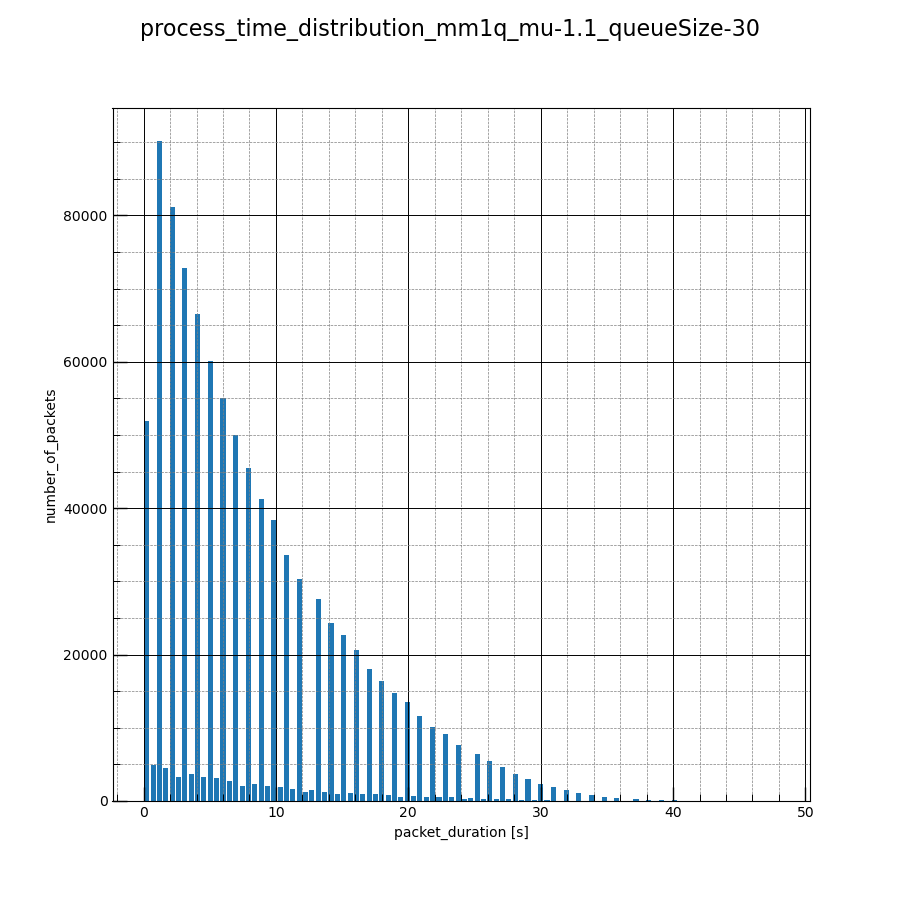 process_time_distribution_mm1q_mu-1.1_queueSize-30
number_of_packets
80000
60000
40000
20000
0
0 10 20 30 40 50
packet_duration [s]